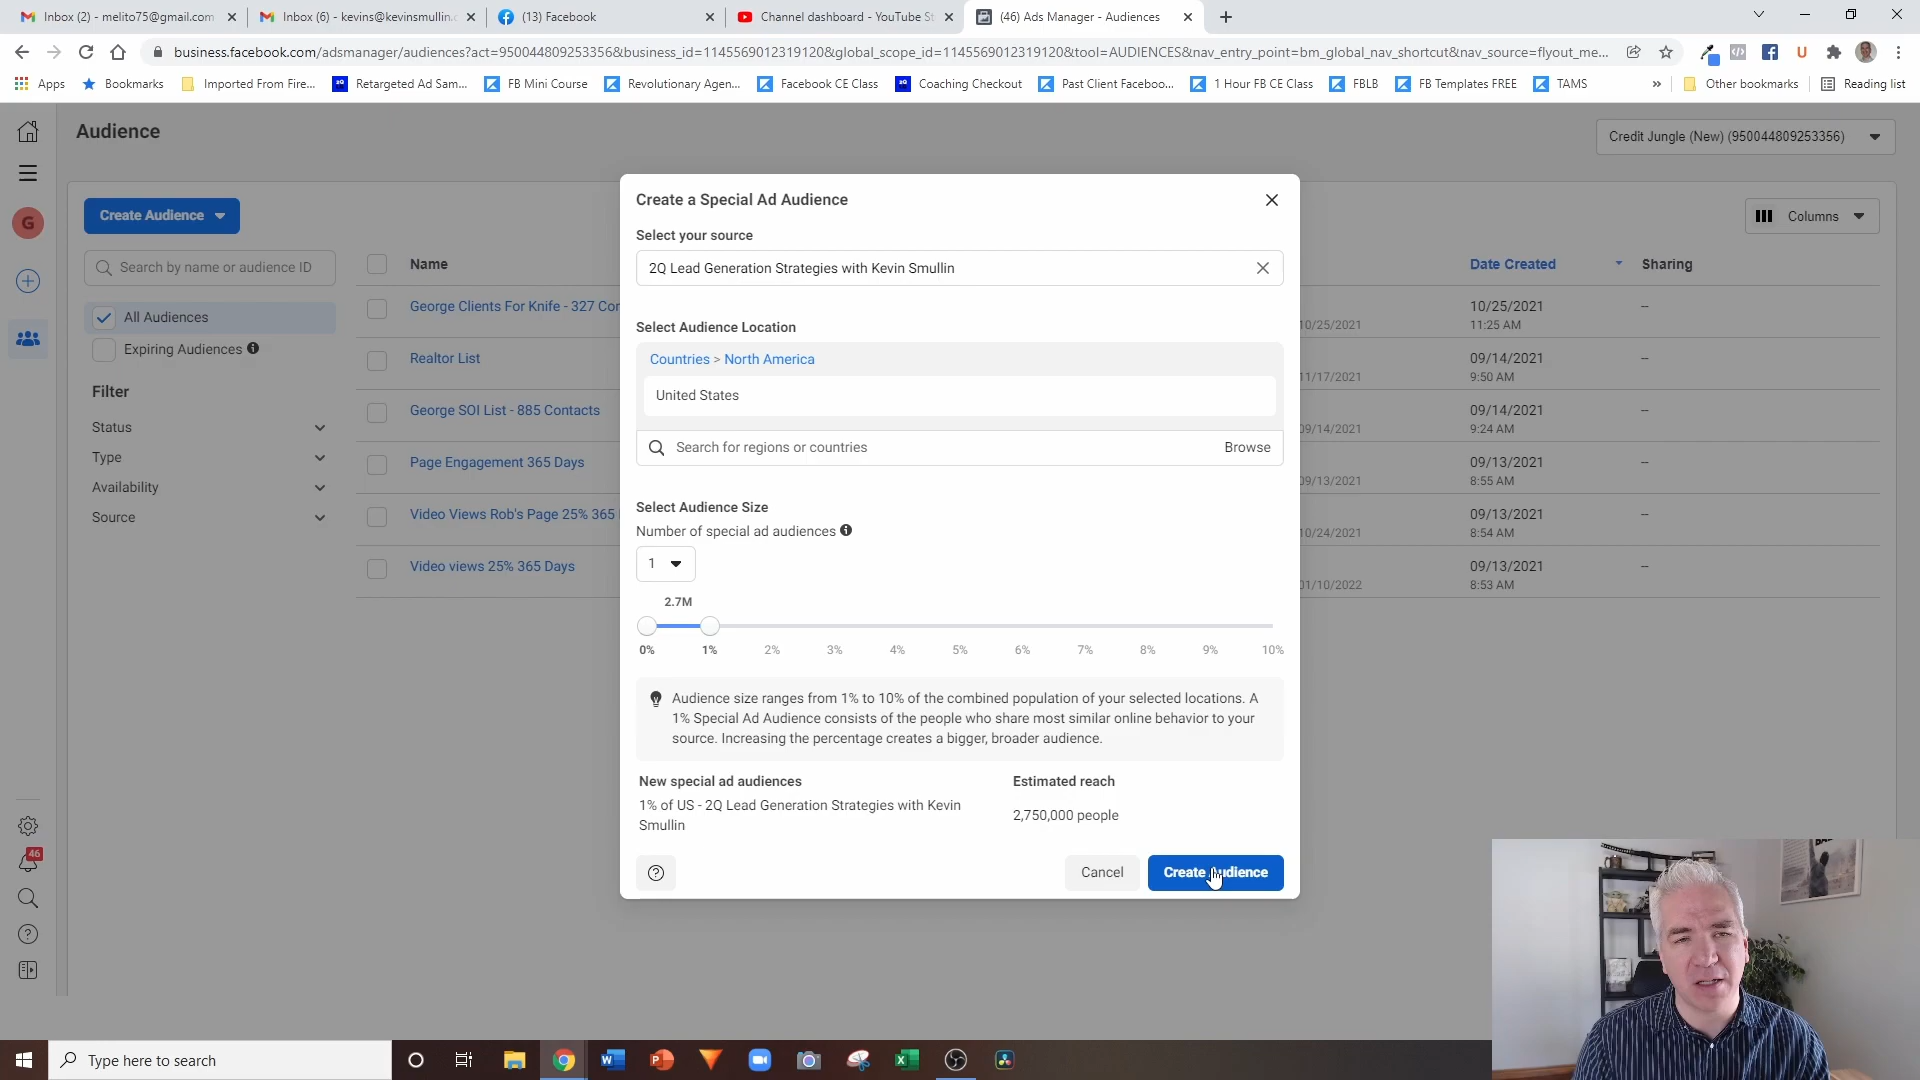 Inbox (2) - melito75@gmail.com
Inbox (6) - kevins@kevinsmullin.c
(13) Facebook
Channel dashboard - YouTube St
(46) Ads Manager - Audiences
business.facebook.com/adsmanager/audiences?act=950044809253356&business_id=1145569012319120&global_scope_id=1145569012319120&tool=AUDIENCES&nav_entry_point=bm_global_nav_shortcut&nav_source=flyout_me...
Apps
Bookmarks
Imported From Fire...
Retargeted Ad Sam...
FB Mini Course
Revolutionary Agen...
Facebook CE Class
Coaching Checkout
Past Client Faceboo...
1 Hour FB CE Class
FBLB
FB Templates FREE
TAMS
»
Other bookmarks
Reading list
Audience
Credit Jungle (New) (950044809253356)
G
Create Audience
Columns
Search by name or audience ID
All Audiences
Expiring Audiences
Filter
Status
Type
Availability
Source
Name
Date Created
Sharing
George Clients For Knife - 327 Cor
10/25/2021
10/25/2021
11:25 AM
--
Realtor List
11/17/2021
09/14/2021
9:50 AM
--
George SOI List - 885 Contacts
09/14/2021
09/14/2021
9:24 AM
--
Page Engagement 365 Days
09/13/2021
09/13/2021
8:55 AM
--
Video Views Rob's Page 25% 365
10/24/2021
09/13/2021
8:54 AM
--
Video views 25% 365 Days
01/10/2022
09/13/2021
8:53 AM
--
Create a Special Ad Audience
Select your source
2Q Lead Generation Strategies with Kevin Smullin
Select Audience Location
Countries > North America
United States
Search for regions or countries
Browse
Select Audience Size
Number of special ad audiences
1
2.7M
0% 1% 2% 3% 4% 5% 6% 7% 8% 9% 10%
Audience size ranges from 1% to 10% of the combined population of your selected locations. A
1% Special Ad Audience consists of the people who share most similar online behavior to your
source. Increasing the percentage creates a bigger, broader audience.
New special ad audiences
Estimated reach
1% of US - 2Q Lead Generation Strategies with Kevin
Smullin
2,750,000 people
Cancel
Create Audience
46
Type here to search